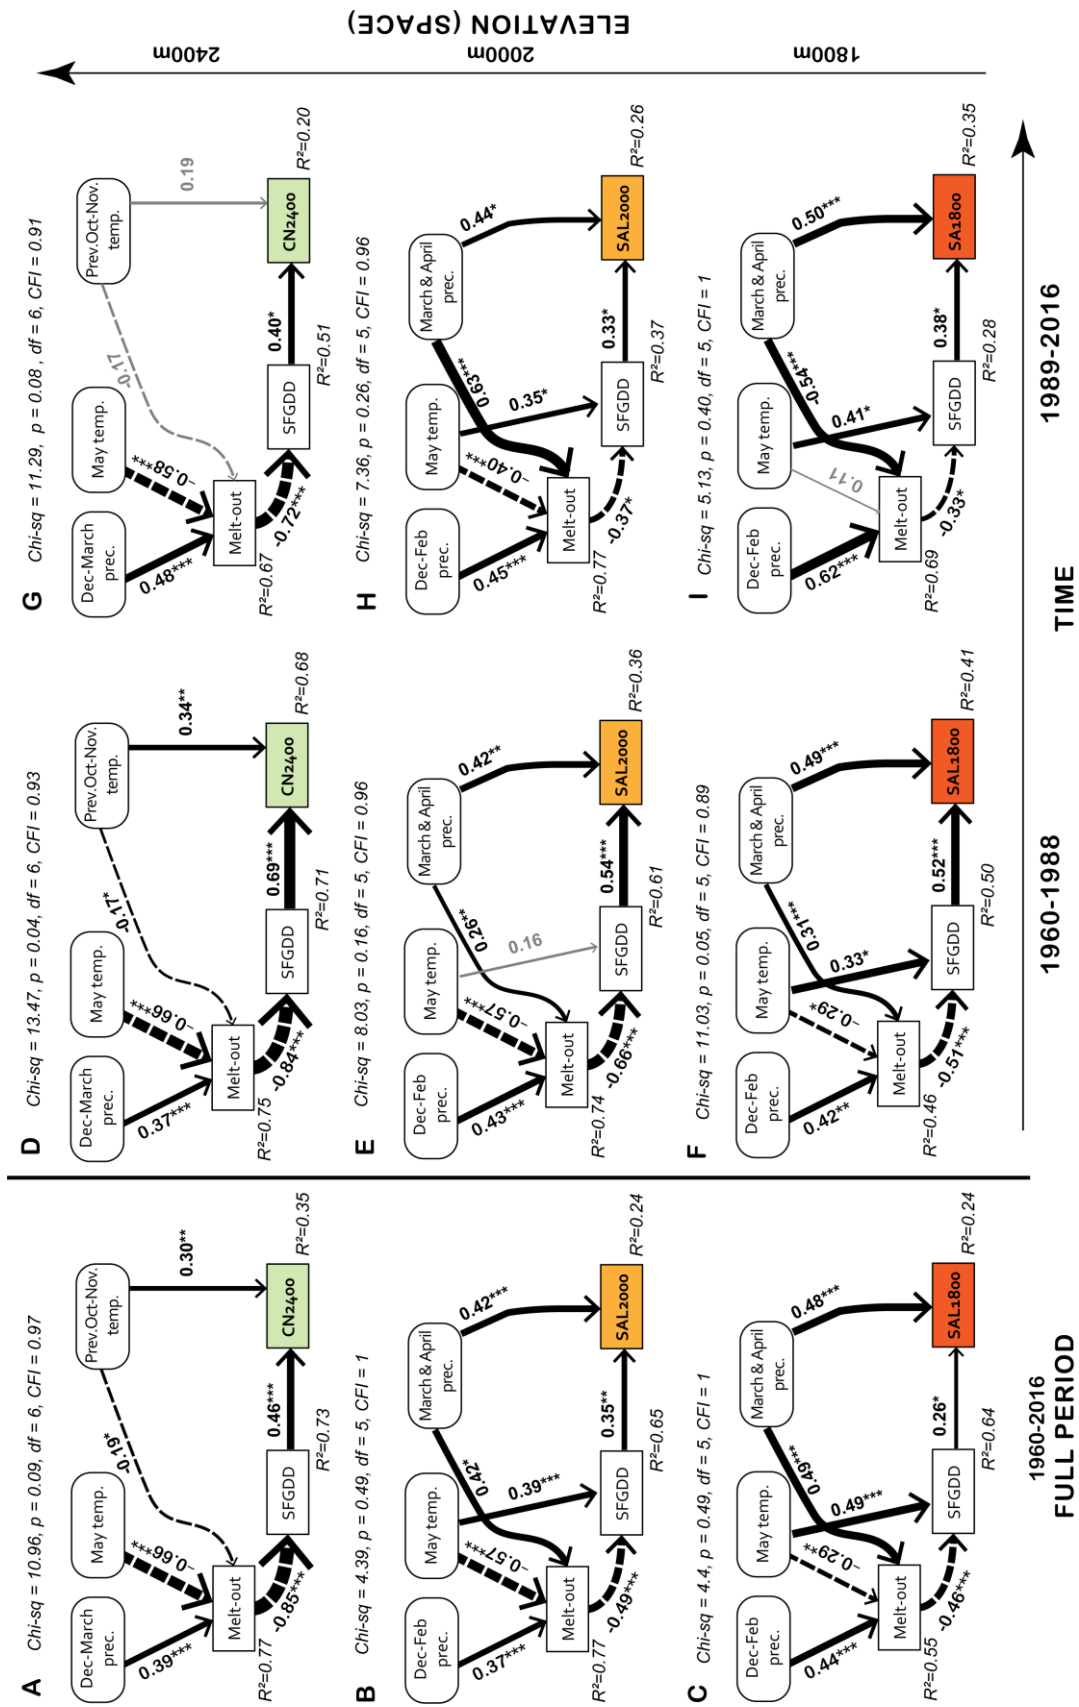 A
Chi-sq = 10.96, p = 0.09, df = 6, CFI = 0.97
Dec-March
prec.
May temp.
Prev.Oct-Nov.
temp.
0.39***
-0.66***
-0.19*
0.30**
Melt-out
R²=0.77
-0.85***
SFGDD
R²=0.73
0.46***
CN2400
R²=0.35
B
Chi-sq = 4.39, p = 0.49, df = 5, CFI = 1
Dec-Feb
prec.
May temp.
March & April
prec.
0.37***
-0.57***
0.42*
0.39***
0.42***
Melt-out
R²=0.77
-0.49***
SFGDD
R²=0.65
0.35**
SAL2000
R²=0.24
C
Chi-sq = 4.4, p = 0.49, df = 5, CFI = 1
Dec-Feb
prec.
May temp.
March & April
prec.
0.44***
-0.29**
0.49***
0.49***
0.48***
Melt-out
R²=0.55
-0.46***
SFGDD
R²=0.64
0.26*
SAL1800
R²=0.24
1960-2016
FULL PERIOD
D
Chi-sq = 13.47, p = 0.04, df = 6, CFI = 0.93
Dec-March
prec.
May temp.
Prev.Oct-Nov.
temp.
0.37***
-0.66***
-0.17*
0.34**
Melt-out
R²=0.75
-0.84***
SFGDD
R²=0.71
0.69***
CN2400
R²=0.68
E
Chi-sq = 8.03, p = 0.16, df = 5, CFI = 0.96
Dec-Feb
prec.
May temp.
March & April
prec.
0.43***
-0.57***
0.26**
0.16
0.42**
Melt-out
R²=0.74
-0.66***
SFGDD
R²=0.61
0.54***
SAL2000
R²=0.36
F
Chi-sq = 11.03, p = 0.05, df = 5, CFI = 0.89
Dec-Feb
prec.
May temp.
March & April
prec.
0.42**
-0.29*
0.31***
0.33*
0.49***
Melt-out
R²=0.46
-0.51***
SFGDD
R²=0.50
0.52***
SAL1800
R²=0.41
1960-1988
G
Chi-sq = 11.29, p = 0.08 , df = 6, CFI = 0.91
Dec-March
prec.
May temp.
Prev.Oct-Nov.
temp.
0.48***
-0.58***
-0.17
0.19
Melt-out
R²=0.67
-0.72***
SFGDD
R²=0.51
0.40*
CN2400
R²=0.20
H
Chi-sq = 7.36, p = 0.26, df = 5, CFI = 0.96
Dec-Feb
prec.
May temp.
March & April
prec.
0.45***
-0.40***
0.63***
0.35*
0.44*
Melt-out
R²=0.77
-0.37*
SFGDD
R²=0.37
0.33*
SAL2000
R²=0.26
I
Chi-sq = 5.13, p = 0.40, df = 5, CFI = 1
Dec-Feb
prec.
May temp.
March & April
prec.
0.62***
0.11
-0.54***
0.41*
0.50***
Melt-out
R²=0.69
-0.33*
SFGDD
R²=0.28
0.38*
SA1800
R²=0.35
1989-2016
TIME
2400m
2000m
1800m
ELEVATION (SPACE)